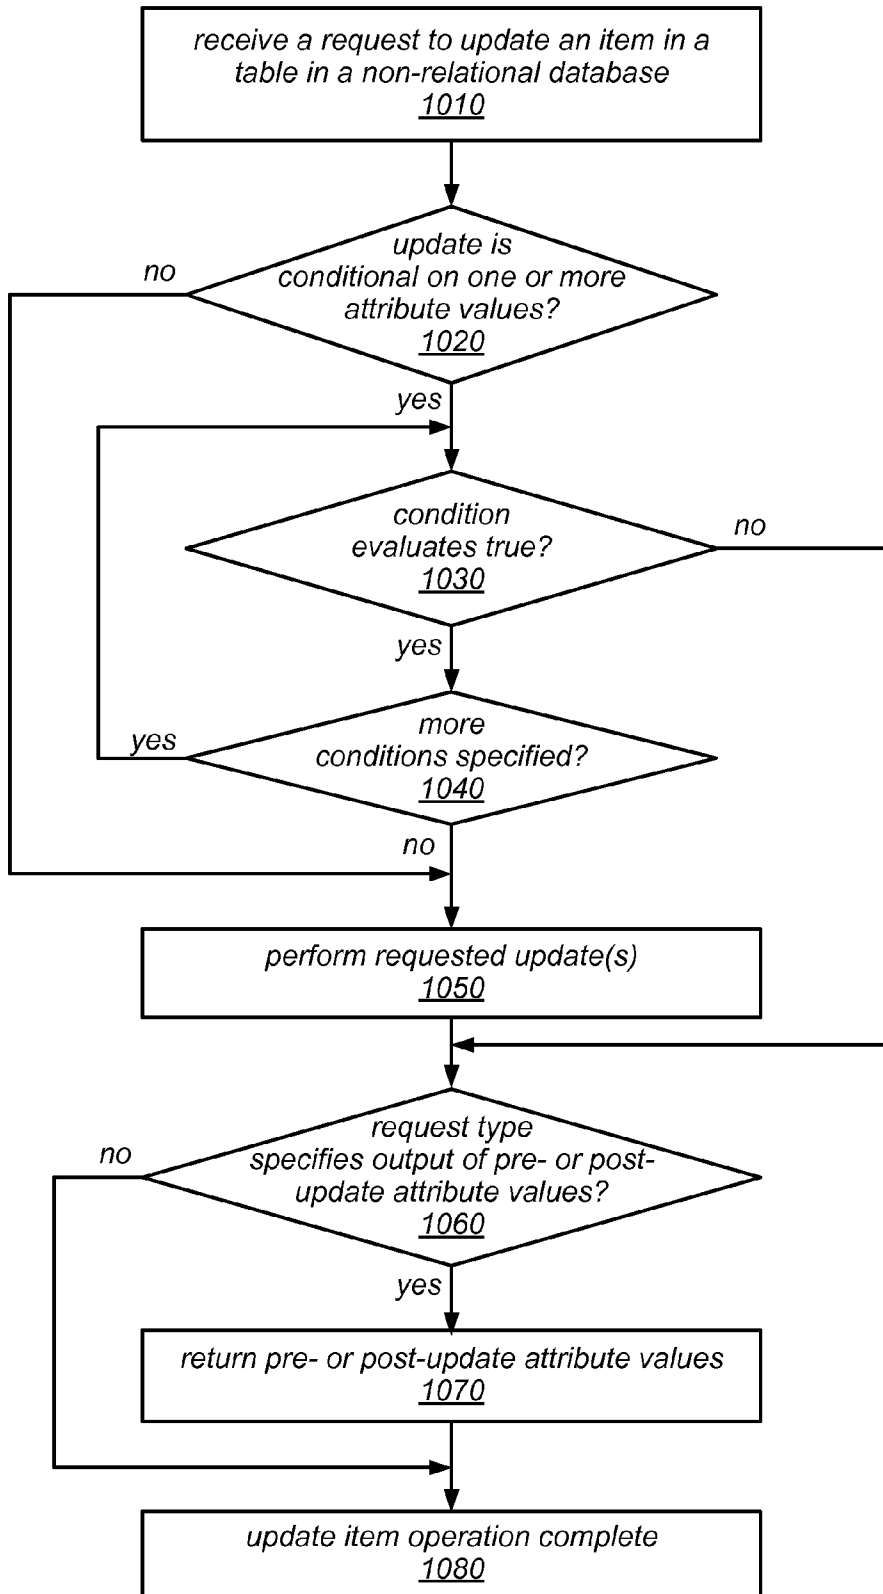 receive a request to update an item in a
table in a non-relational database
1010
update is
conditional on one or more
attribute values?
1020
no
yes
condition
evaluates true?
1030
no
yes
more
conditions specified?
1040
yes
no
perform requested update(s)
1050
request type
specifies output of pre- or post-
update attribute values?
1060
no
yes
return pre- or post-update attribute values
1070
update item operation complete
1080